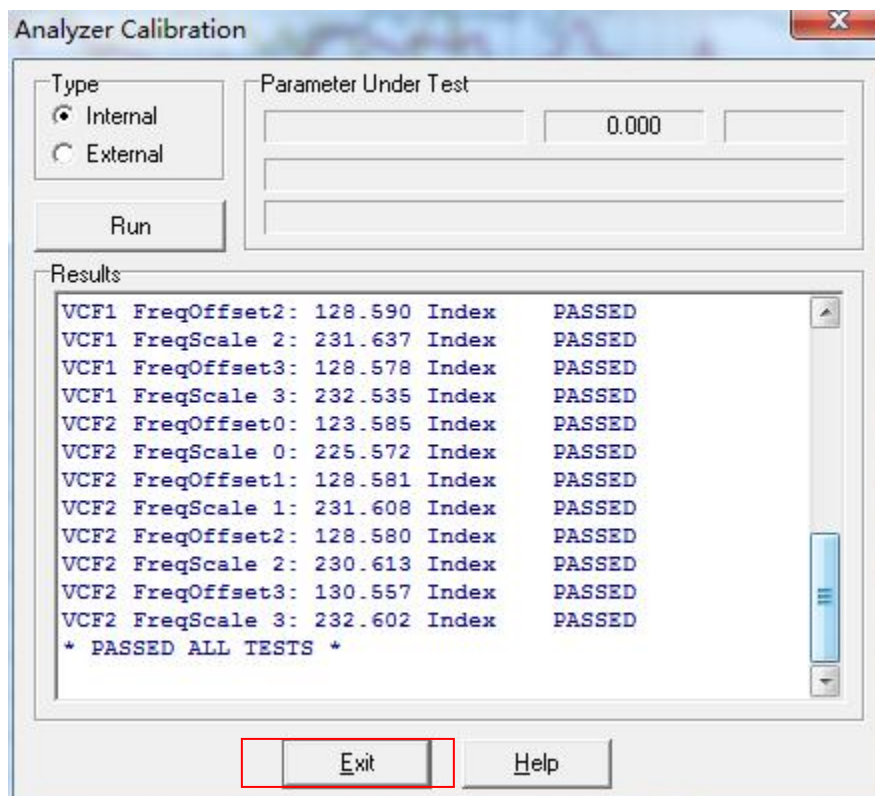 Analyzer Calibration
Type
Internal
External
Run
Parameter Under Test
0.000
Results
VCF1 FreqOffset2: 128.590 Index PASSED
VCF1 FreqScale 2: 231.637 Index PASSED
VCF1 FreqOffset3: 128.578 Index PASSED
VCF1 FreqScale 3: 232.535 Index PASSED
VCF2 FreqOffset0: 123.585 Index PASSED
VCF2 FreqScale 0: 225.572 Index PASSED
VCF2 FreqOffset1: 128.581 Index PASSED
VCF2 FreqScale 1: 231.608 Index PASSED
VCF2 FreqOffset2: 128.580 Index PASSED
VCF2 FreqScale 2: 230.613 Index PASSED
VCF2 FreqOffset3: 130.557 Index PASSED
VCF2 FreqScale 3: 232.602 Index PASSED
* PASSED ALL TESTS *
Exit
Help